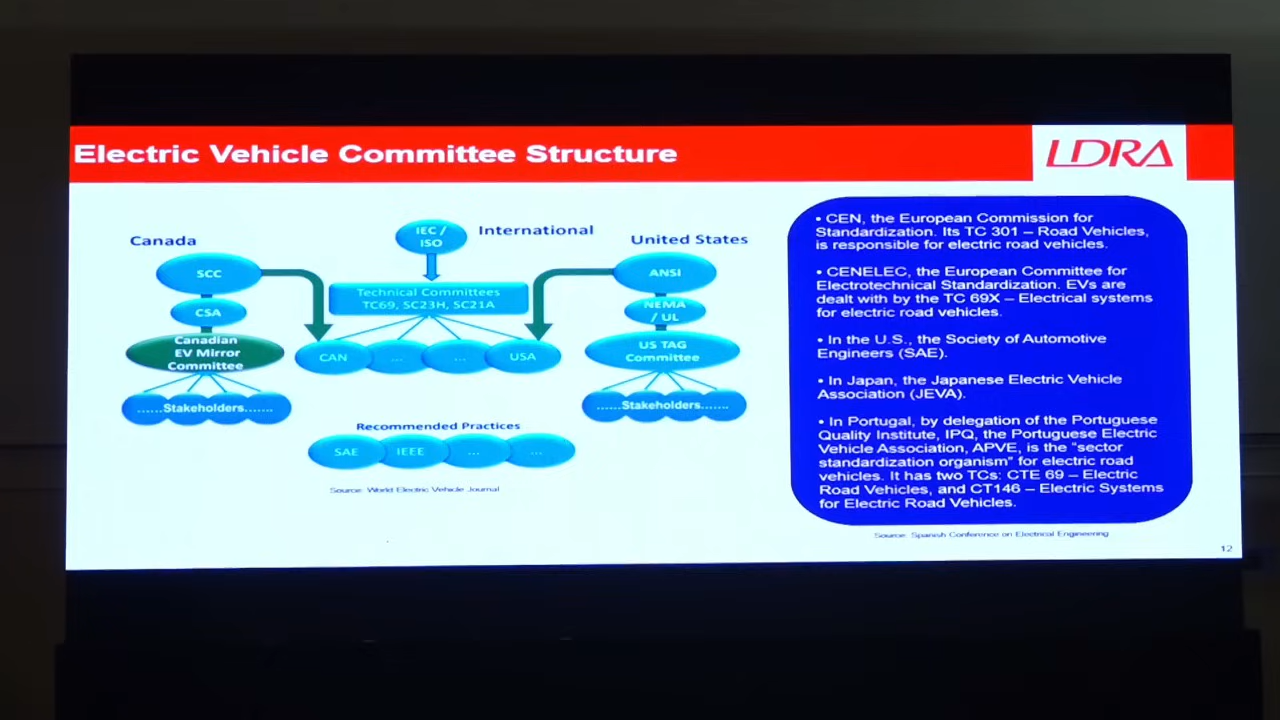 Electric Vehicle Committee Structure
LDRA
Canada
SCC
CSA
Canadian
EV Mirror
Committee
......Stakeholders.......
IEC /
ISO
International
Technical Committees
TC69, SC23H, SC21A
CAN
...
...
USA
United States
ANSI
NEMA
/ UL
US TAG
Committee
......Stakeholders.......
Recommended Practices
SAE
IEEE
...
...
Source: World Electric Vehicle Journal
• CEN, the European Commission for
Standardization. Its TC 301 – Road Vehicles,
is responsible for electric road vehicles.
• CENELEC, the European Committee for
Electrotechnical Standardization. EVs are
dealt with by the TC 69X – Electrical systems
for electric road vehicles.
• In the U.S., the Society of Automotive
Engineers (SAE).
• In Japan, the Japanese Electric Vehicle
Association (JEVA).
• In Portugal, by delegation of the Portuguese
Quality Institute, IPQ, the Portuguese Electric
Vehicle Association, APVE, is the “sector
standardization organism” for electric road
vehicles. It has two TCs: CTE 69 – Electric
Road Vehicles, and CT146 – Electric Systems
for Electric Road Vehicles.
Source: Spanish Conference on Electrical Engineering
12